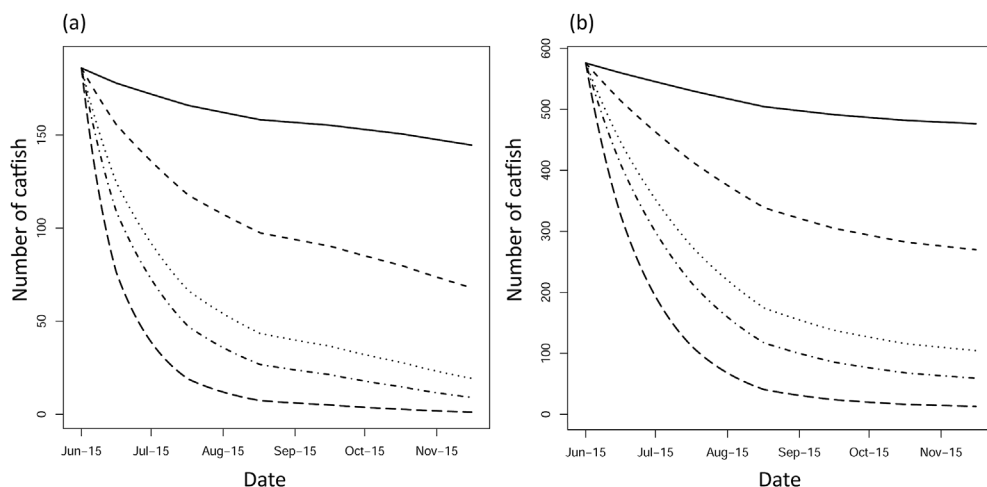 (a)
Number of catfish
150
100
50
0
Jun−15 Jul−15 Aug−15 Sep−15 Oct−15 Nov−15
Date
(b)
Number of catfish
600
500
400
300
200
100
0
Jun−15 Jul−15 Aug−15 Sep−15 Oct−15 Nov−15
Date